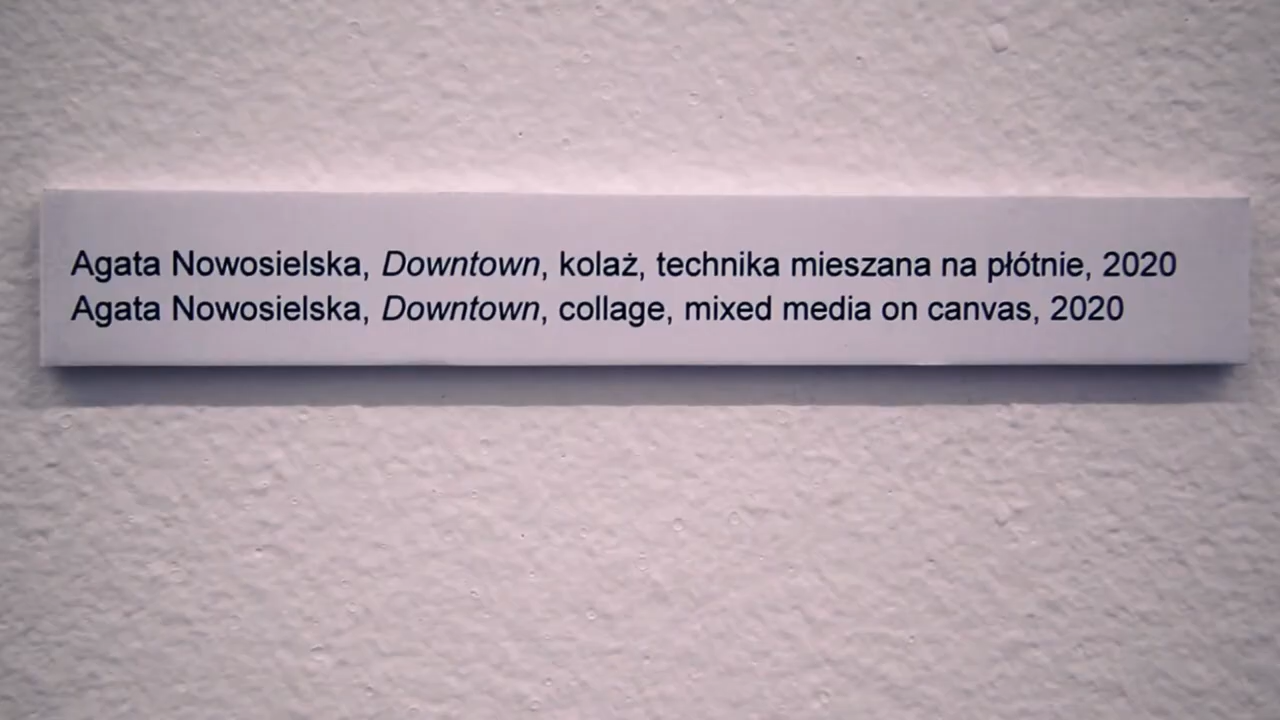 Agata Nowosielska, Downtown, kolaż, technika mieszana na płótnie, 2020
Agata Nowosielska, Downtown, collage, mixed media on canvas, 2020